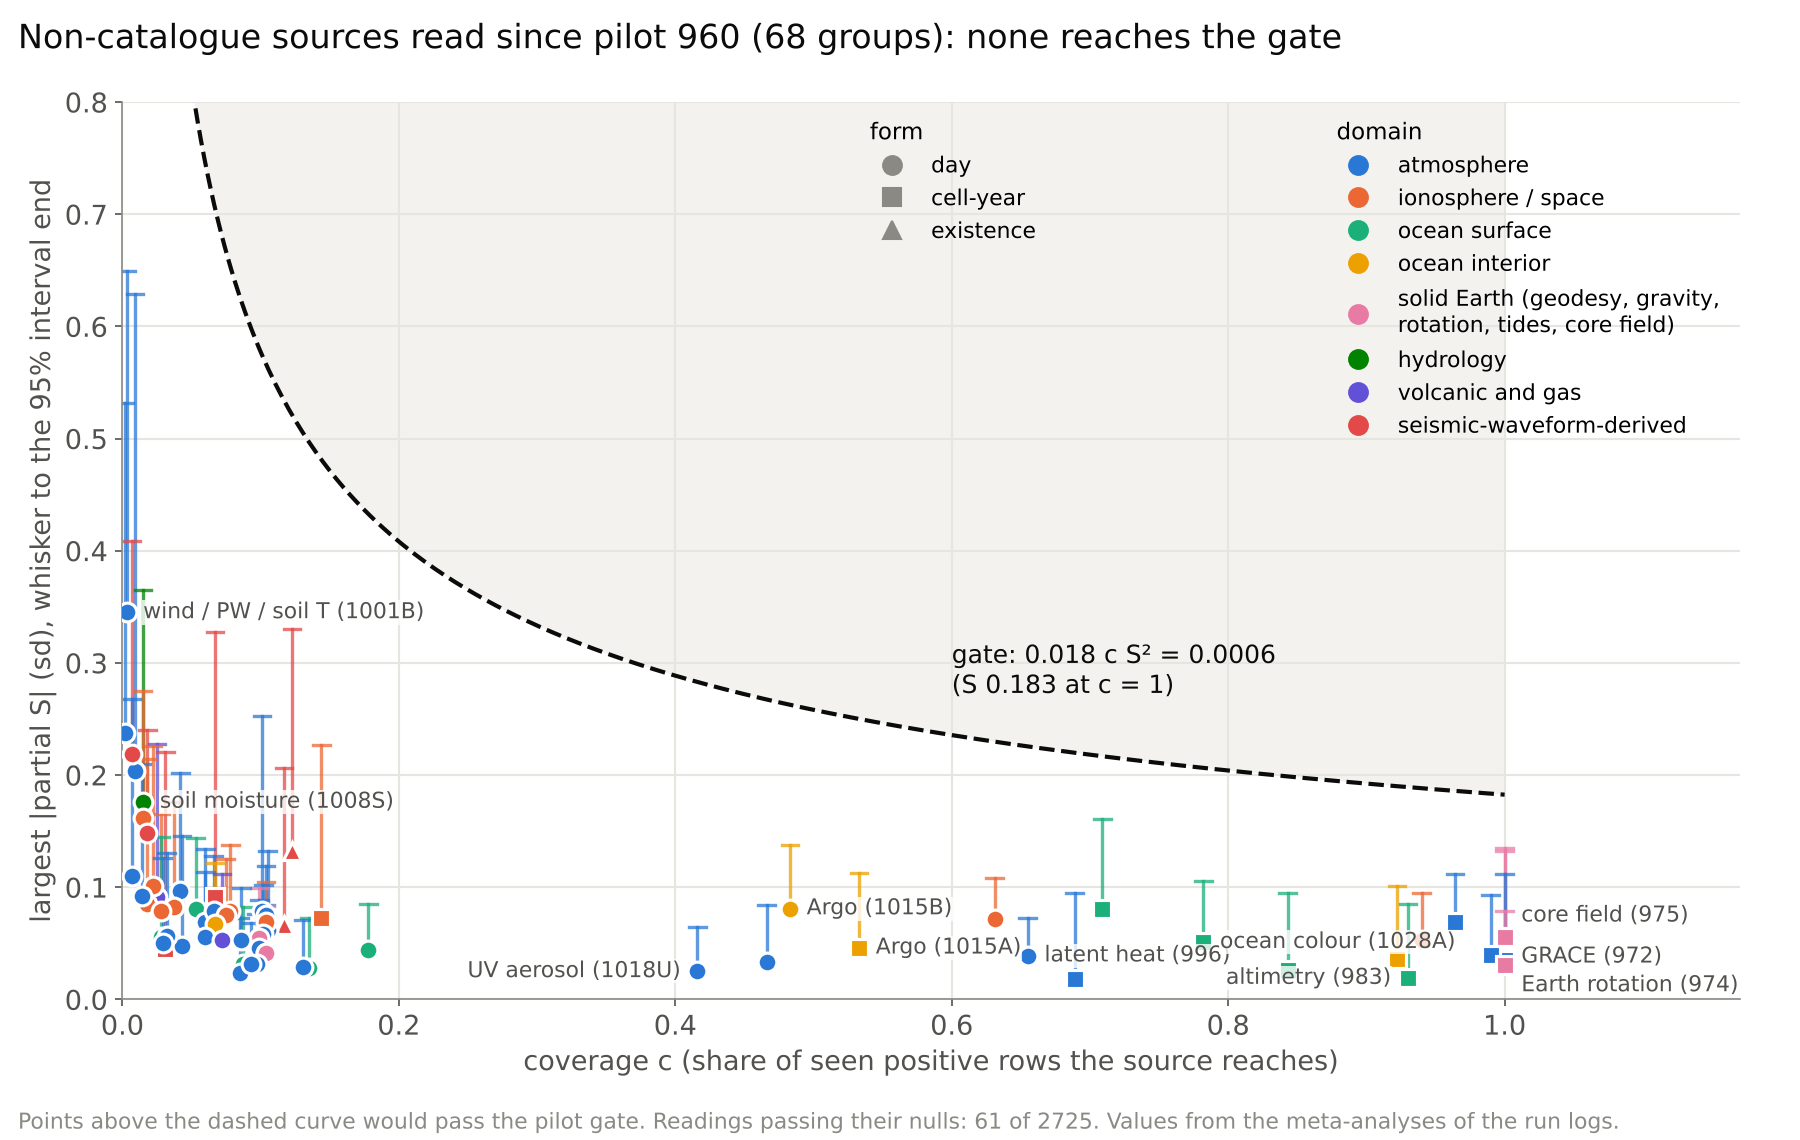 Non-catalogue sources read since pilot 960 (68 groups): none reaches the gate
largest |partial S| (sd), whisker to the 95% interval end
0.8
0.7
0.6
0.5
0.4
0.3
0.2
0.1
0.0
form
day
cell-year
existence
domain
atmosphere
ionosphere / space
ocean surface
ocean interior
solid Earth (geodesy, gravity,
rotation, tides, core field)
hydrology
volcanic and gas
seismic-waveform-derived
wind / PW / soil T (1001B)
gate: 0.018 c S² = 0.0006
(S 0.183 at c = 1)
soil moisture (1008S)
Argo (1015B)
core field (975)
Argo (1015A)
ocean colour (1028A)
latent heat (996)
GRACE (972)
UV aerosol (1018U)
altimetry (983)
Earth rotation (974)
0.0
0.2
0.4
0.6
0.8
1.0
coverage c (share of seen positive rows the source reaches)
Points above the dashed curve would pass the pilot gate. Readings passing their nulls: 61 of 2725. Values from the meta-analyses of the run logs.